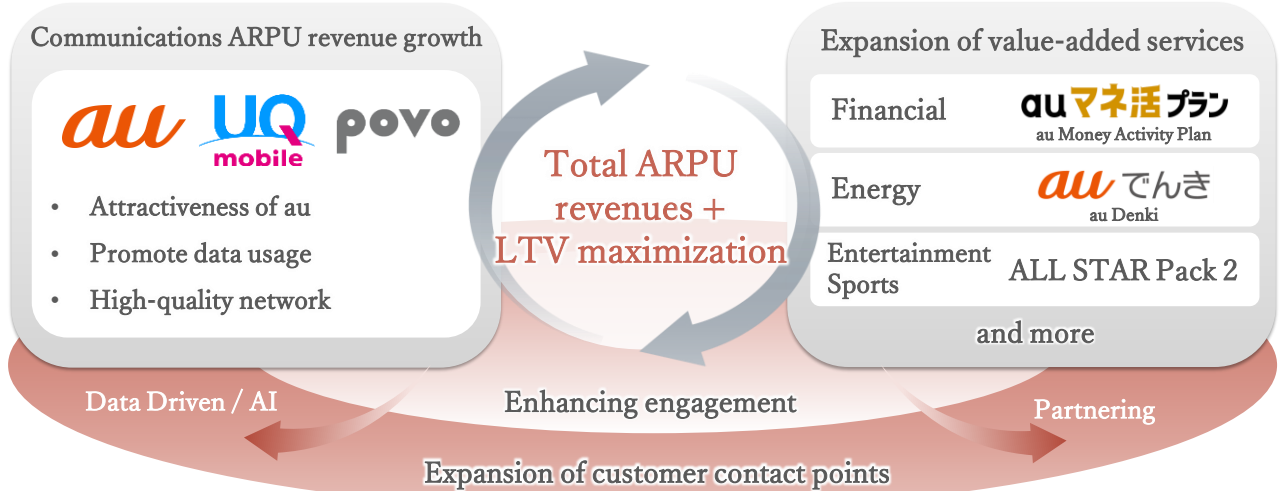 Communications ARPU revenue growth
au UQ mobile povo
• Attractiveness of au
• Promote data usage
• High-quality network
Total ARPU
revenues +
LTV maximization
Expansion of value-added services
Financial
auマネ活プラン
au Money Activity Plan
Energy
au でんき
au Denki
Entertainment
Sports
ALL STAR Pack 2
and more
Data Driven / AI
Enhancing engagement
Partnering
Expansion of customer contact points